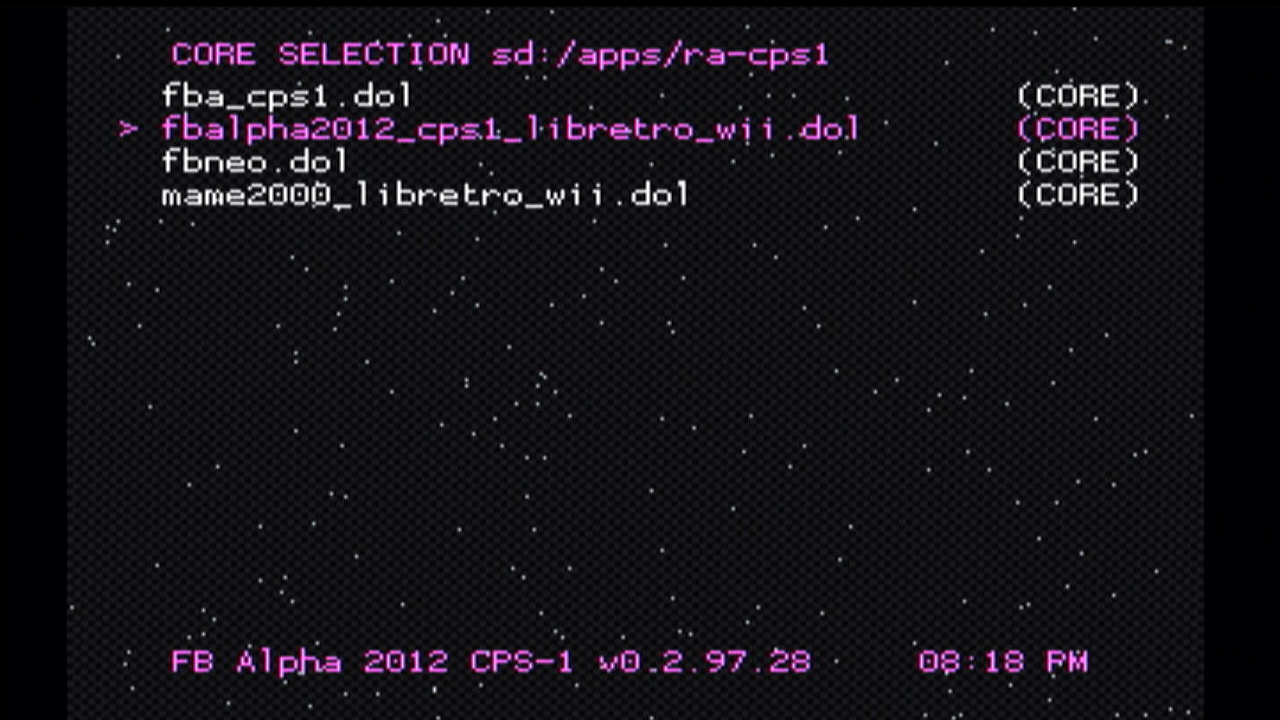 CORE SELECTION sd:/apps/ra-cps1
fba_cps1.dol (CORE)
> fbalpha2012_cps1_libretro_wii.dol (CORE)
fbneo.dol (CORE)
mame2000_libretro_wii.dol (CORE)
FB Alpha 2012 CPS-1 v0.2.97.28 08:18 PM